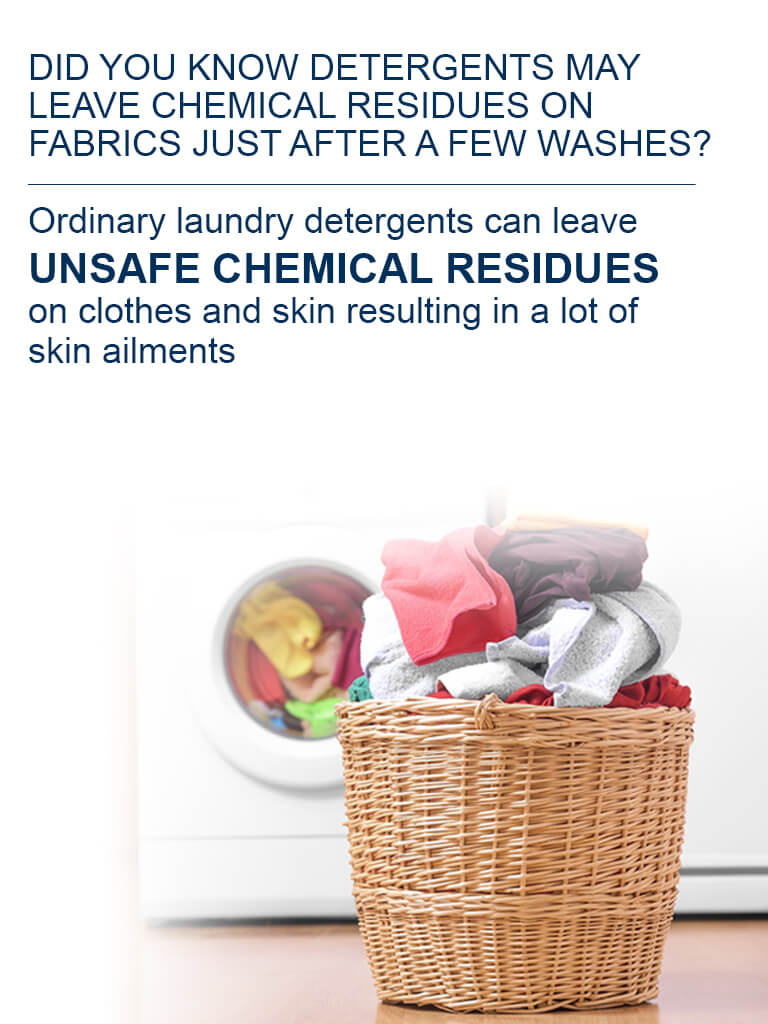 DID YOU KNOW DETERGENTS MAY
LEAVE CHEMICAL RESIDUES ON
FABRICS JUST AFTER A FEW WASHES?
Ordinary laundry detergents can leave
UNSAFE CHEMICAL RESIDUES
on clothes and skin resulting in a lot of
skin ailments